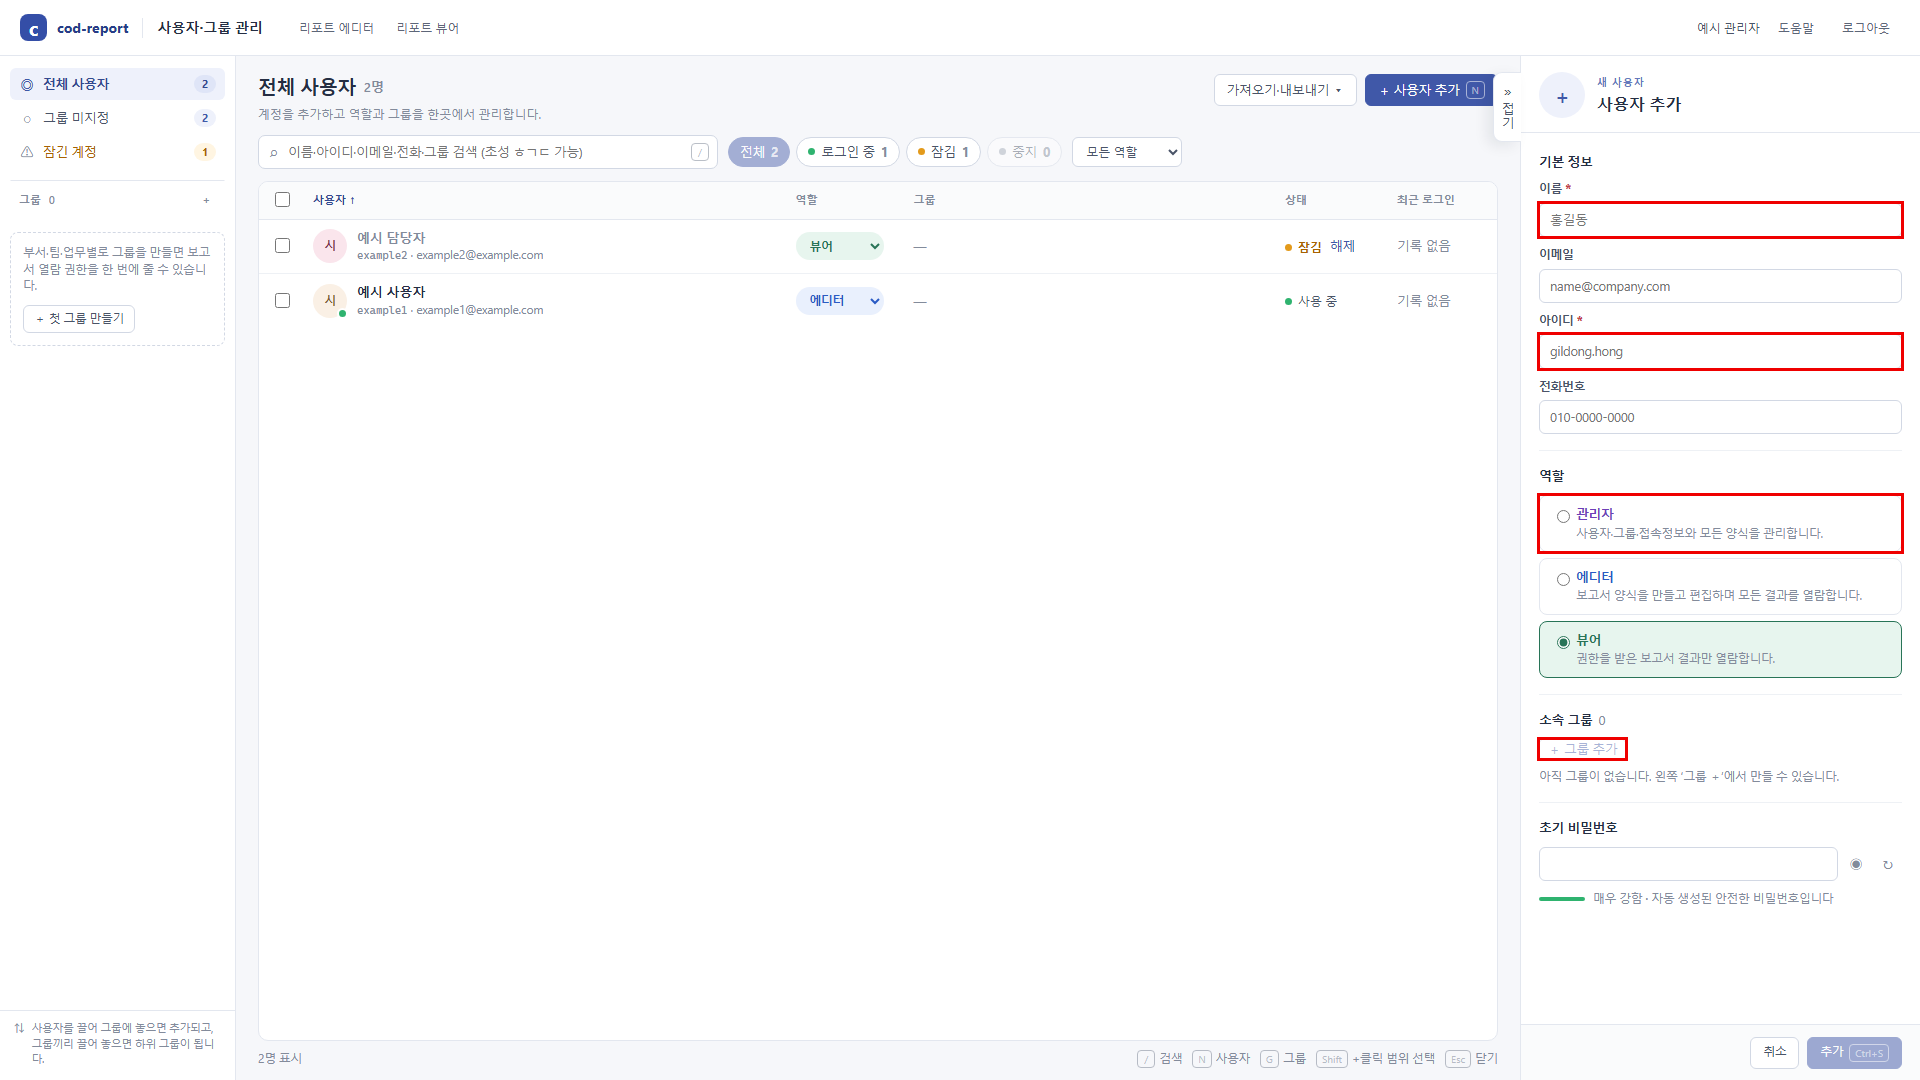 c cod-report 사용자·그룹 관리 리포트 에디터 리포트 뷰어 예시 관리자 도움말 로그아웃
전체 사용자 2
그룹 미지정 2
잠긴 계정 1
그룹 0 +
부서·팀·업무별로 그룹을 만들면 보고
서 열람 권한을 한 번에 줄 수 있습니
다.
+ 첫 그룹 만들기
사용자를 끌어 그룹에 놓으면 추가되고,
그룹끼리 끌어 놓으면 하위 그룹이 됩니
다.
전체 사용자 2명
계정을 추가하고 역할과 그룹을 한곳에서 관리합니다.
가져오기·내보내기
+ 사용자 추가 N
이름·아이디·이메일·전화·그룹 검색 (초성 ㅎㄱㄷ 가능) /
전체 2 로그인 중 1 잠김 1 중지 0 모든 역할
사용자 ↑ 역할 그룹 상태 최근 로그인
시 예시 담당자 뷰어 — 잠김 해제 기록 없음
example2 · example2@example.com
시 예시 사용자 에디터 — 사용 중 기록 없음
example1 · example1@example.com
2명 표시
/ 검색 N 사용자 G 그룹 Shift +클릭 범위 선택 Esc 닫기
» 접기
+ 새 사용자
사용자 추가
기본 정보
이름 *
홍길동
이메일
name@company.com
아이디 *
gildong.hong
전화번호
010-0000-0000
역할
관리자
사용자·그룹·접속정보와 모든 양식을 관리합니다.
에디터
보고서 양식을 만들고 편집하며 모든 결과를 열람합니다.
뷰어
권한을 받은 보고서 결과만 열람합니다.
소속 그룹 0
+ 그룹 추가
아직 그룹이 없습니다. 왼쪽 '그룹 +'에서 만들 수 있습니다.
초기 비밀번호
매우 강함 · 자동 생성된 안전한 비밀번호입니다
취소 추가 Ctrl+S